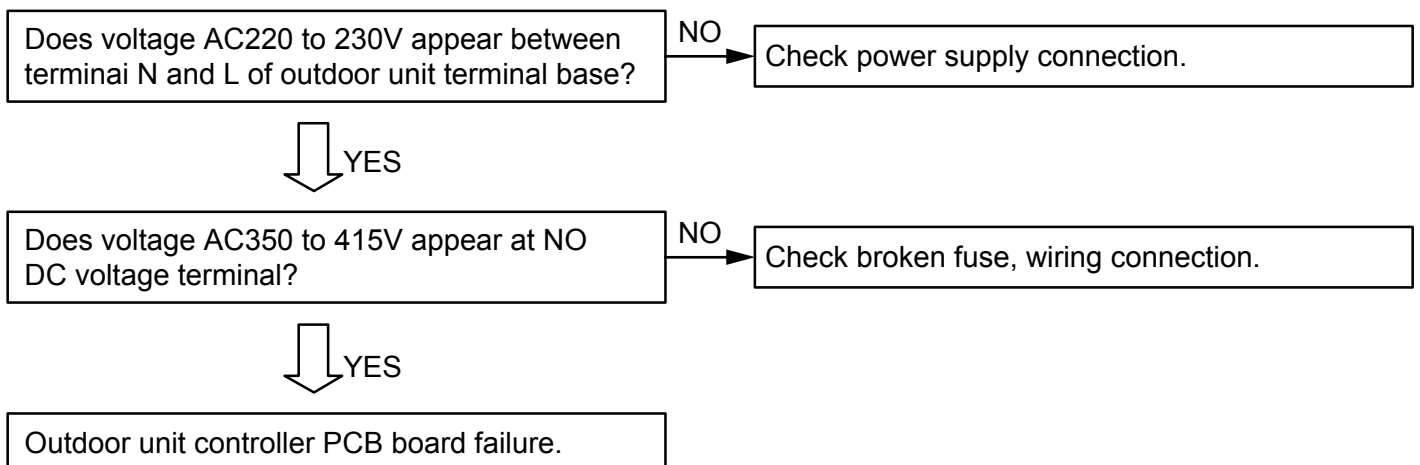 Does voltage AC220 to 230V appear between
terminai N and L of outdoor unit terminal base?
NO
Check power supply connection.
YES
Does voltage AC350 to 415V appear at NO
DC voltage terminal?
NO
Check broken fuse, wiring connection.
YES
Outdoor unit controller PCB board failure.